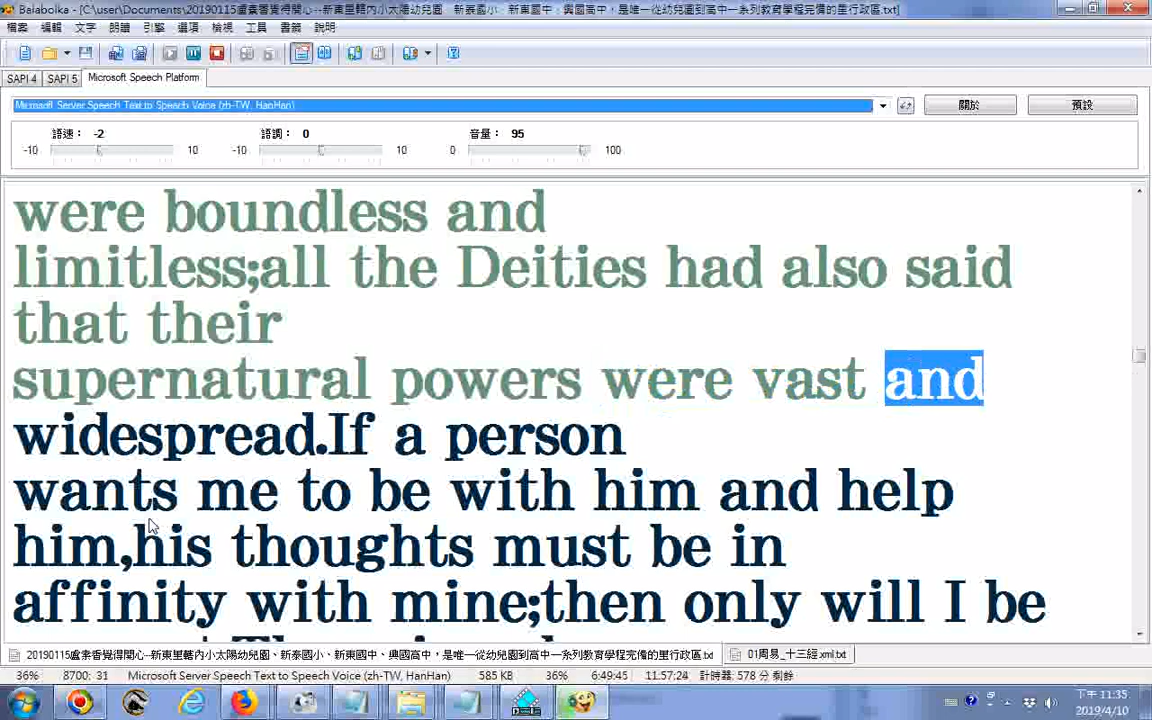 Balabolka - [C:\user\Documents\20190115盧素香覺得開心--新東里轄內小太陽幼兒園、新泰國小、新東國中、興國高中，是唯一從幼兒園到高中一系列教育學程完備的里行政區.txt]
檔案 編輯 文字 朗讀 引擎 選項 檢視 工具 書籤 說明
SAPI 4 SAPI 5 Microsoft Speech Platform
Microsoft Server Speech Text to Speech Voice (zh-TW, HanHan) 關於 預設
語速： -2 語調： 0 音量： 95
-10 10 -10 10 0 100
were boundless and
limitless;all the Deities had also said
that their
supernatural powers were vast and
widespread.If a person
wants me to be with him and help
him,his thoughts must be in
affinity with mine;then only will I be
20190115盧素香覺得開心--新東里轄內小太陽幼兒園、新泰國小、新東國中、興國高中，是唯一從幼兒園到高中一系列教育學程完備的里行政區.txt 01周易_十三經.xml.txt
36% 8700; 31 Microsoft Server Speech Text to Speech Voice (zh-TW, HanHan) 585 KB 36% 6:49:45 11:57:24 計時器: 578 分 剩餘
下午 11:35
2019/4/10